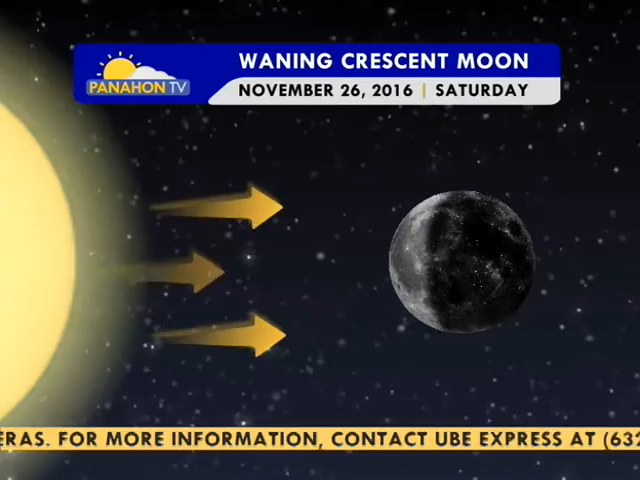 WANING CRESCENT MOON
PANAHON TV
NOVEMBER 26, 2016 | SATURDAY
ERAS. FOR MORE INFORMATION, CONTACT UBE EXPRESS AT (632